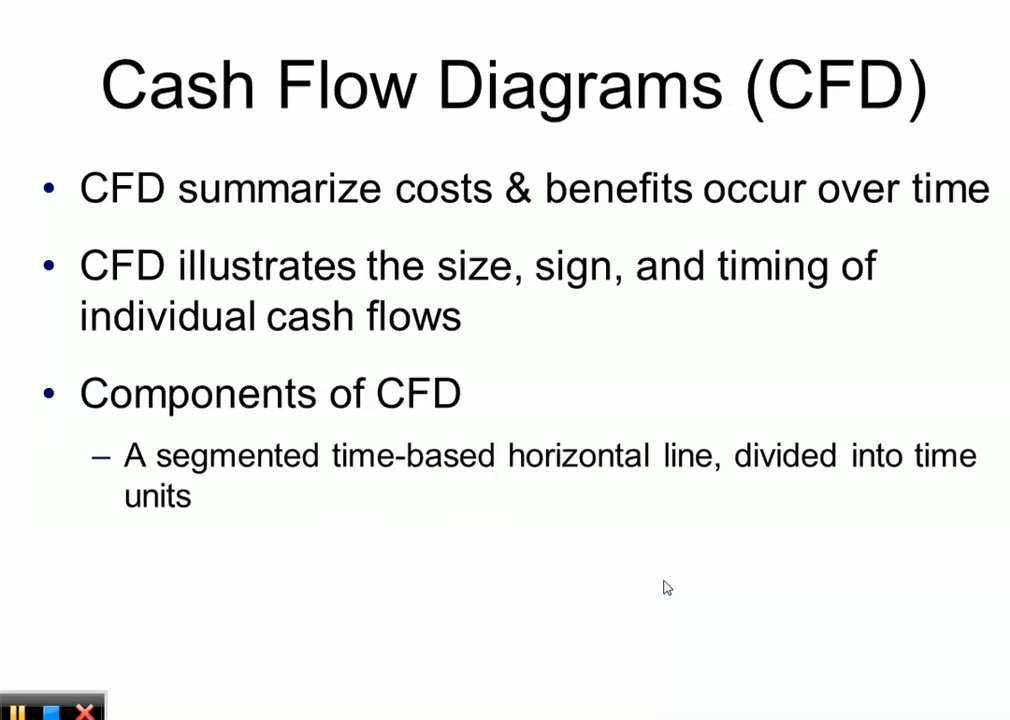 Cash Flow Diagrams (CFD)
• CFD summarize costs & benefits occur over time
• CFD illustrates the size, sign, and timing of
individual cash flows
• Components of CFD
– A segmented time-based horizontal line, divided into time
units